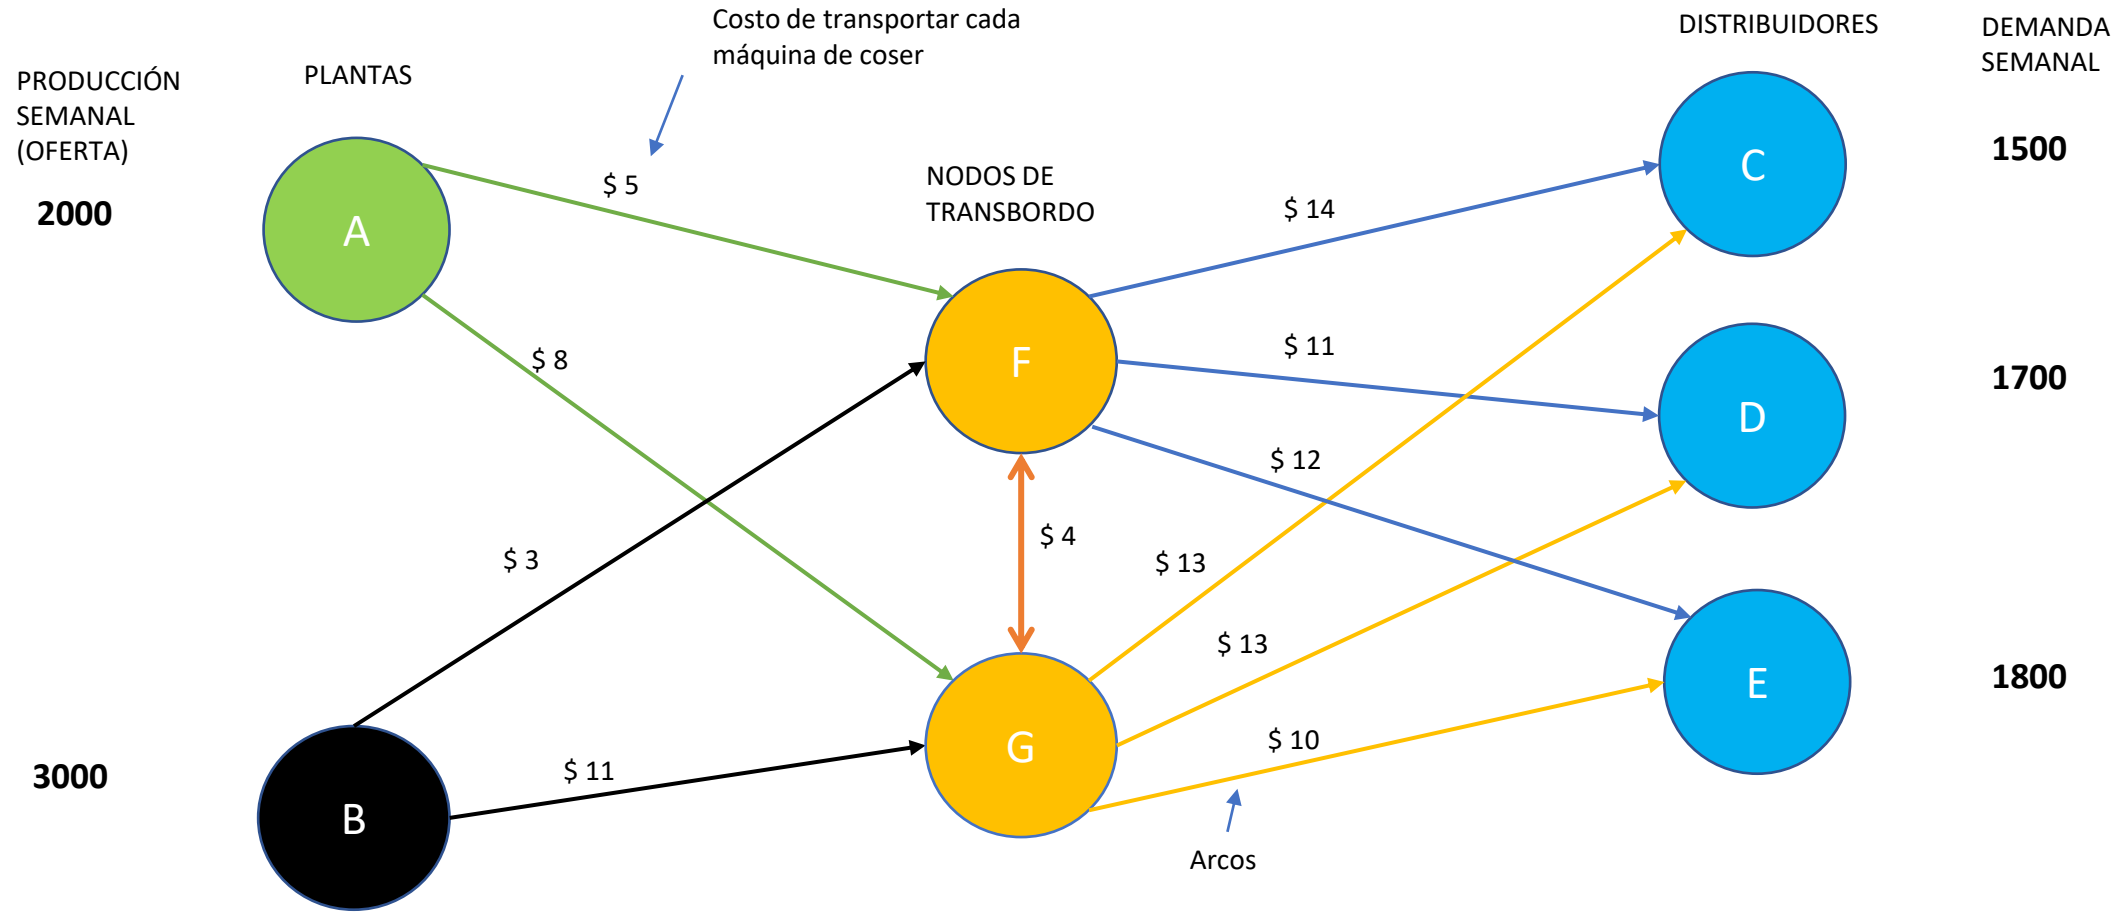 Costo de transportar cada
máquina de coser
DISTRIBUIDORES
DEMANDA
SEMANAL
PRODUCCIÓN
SEMANAL
(OFERTA)
PLANTAS
1500
C
NODOS DE
TRANSBORDO
$ 5
2000
A
$ 14
$ 8
F
$ 11
1700
D
$ 12
$ 4
$ 3
$ 13
$ 13
1800
E
G
$ 10
3000
$ 11
B
Arcos